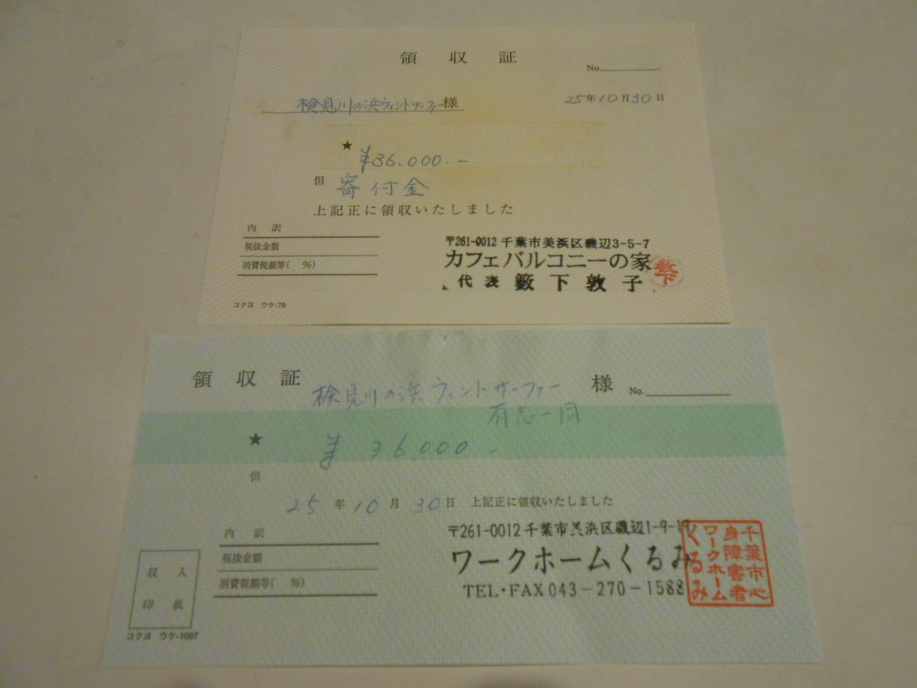 領収証
No.
検見川の浜ウィンドサーファー様
25年10月30日
★
¥36.000.-
但 寄付金
上記正に領収いたしました
内訳
税抜金額
消費税額等( %)
〒261-0012 千葉市美浜区磯辺3-5-7
カフェバルコニーの家
代表 籔下敦子
コクヨ ウケ-78
領収証
検見川の浜ウィンドサーファー 様
No.
有志一同
★
¥36,000-
但
25年10月30日 上記正に領収いたしました
内訳
税抜金額
消費税額等( %)
〒261-0012 千葉市美浜区磯辺1-9-19
ワークホームくるみ
TEL・FAX 043-270-1588
千葉市心
身障害者
ワークホーム
くるみ
収入
印紙
コクヨ ウケ-1097